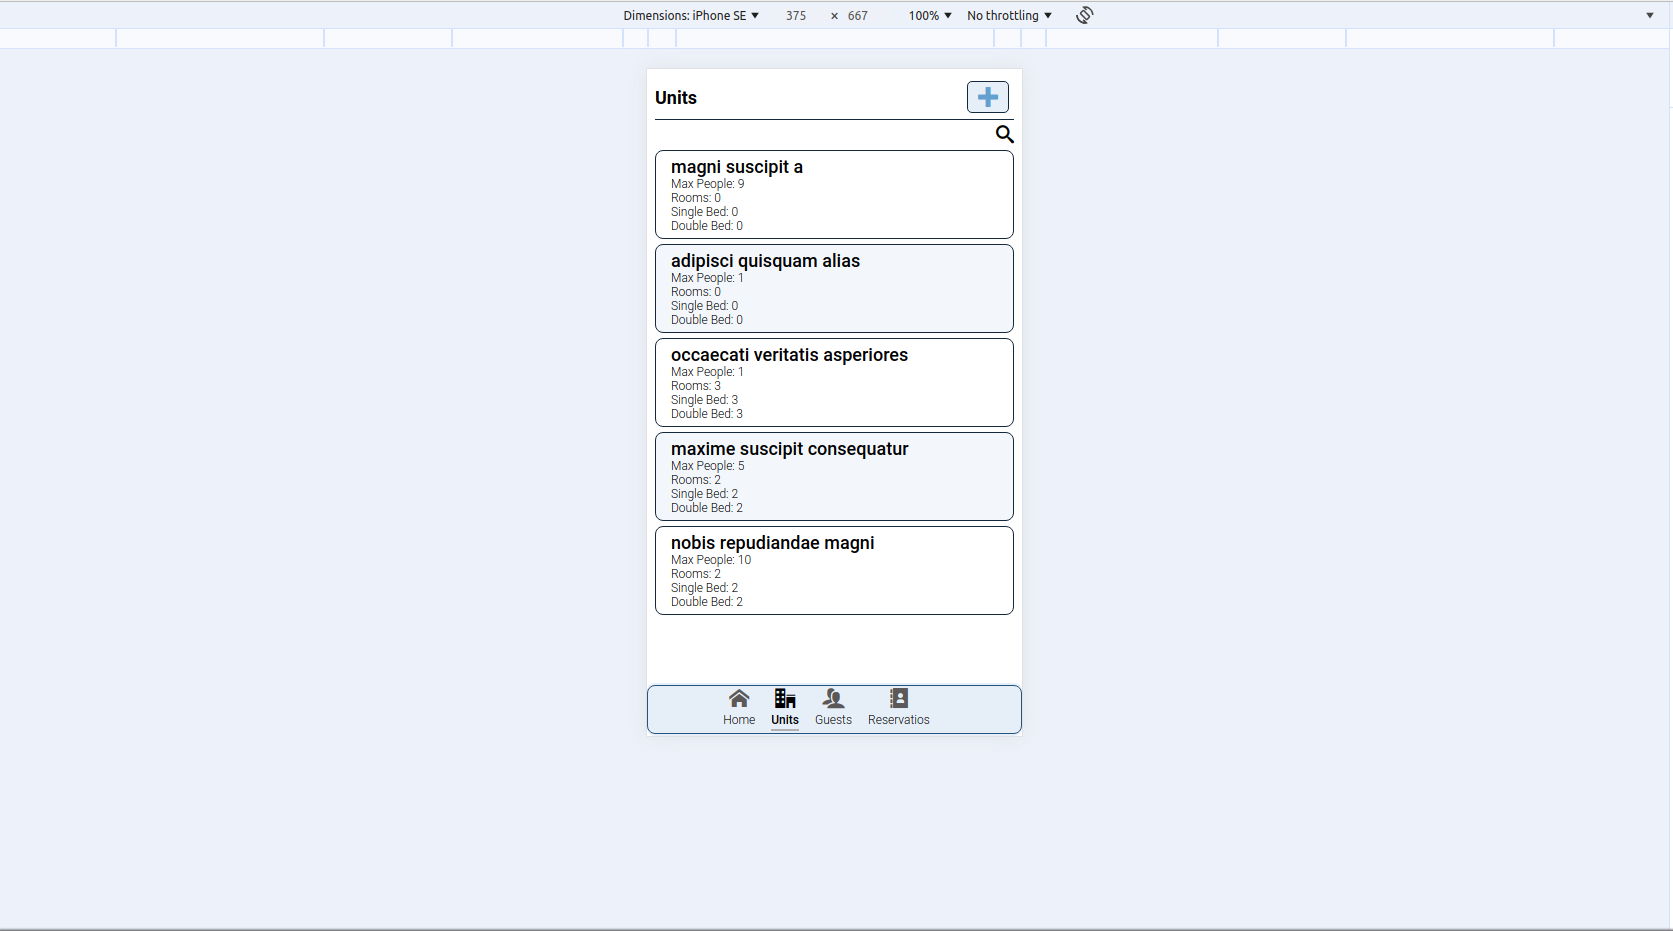 Dimensions: iPhone SE ▼ 375 × 667 100% ▼ No throttling ▼
Units
magni suscipit a
Max People: 9
Rooms: 0
Single Bed: 0
Double Bed: 0
adipisci quisquam alias
Max People: 1
Rooms: 0
Single Bed: 0
Double Bed: 0
occaecati veritatis asperiores
Max People: 1
Rooms: 3
Single Bed: 3
Double Bed: 3
maxime suscipit consequatur
Max People: 5
Rooms: 2
Single Bed: 2
Double Bed: 2
nobis repudiandae magni
Max People: 10
Rooms: 2
Single Bed: 2
Double Bed: 2
Home Units Guests Reservatios